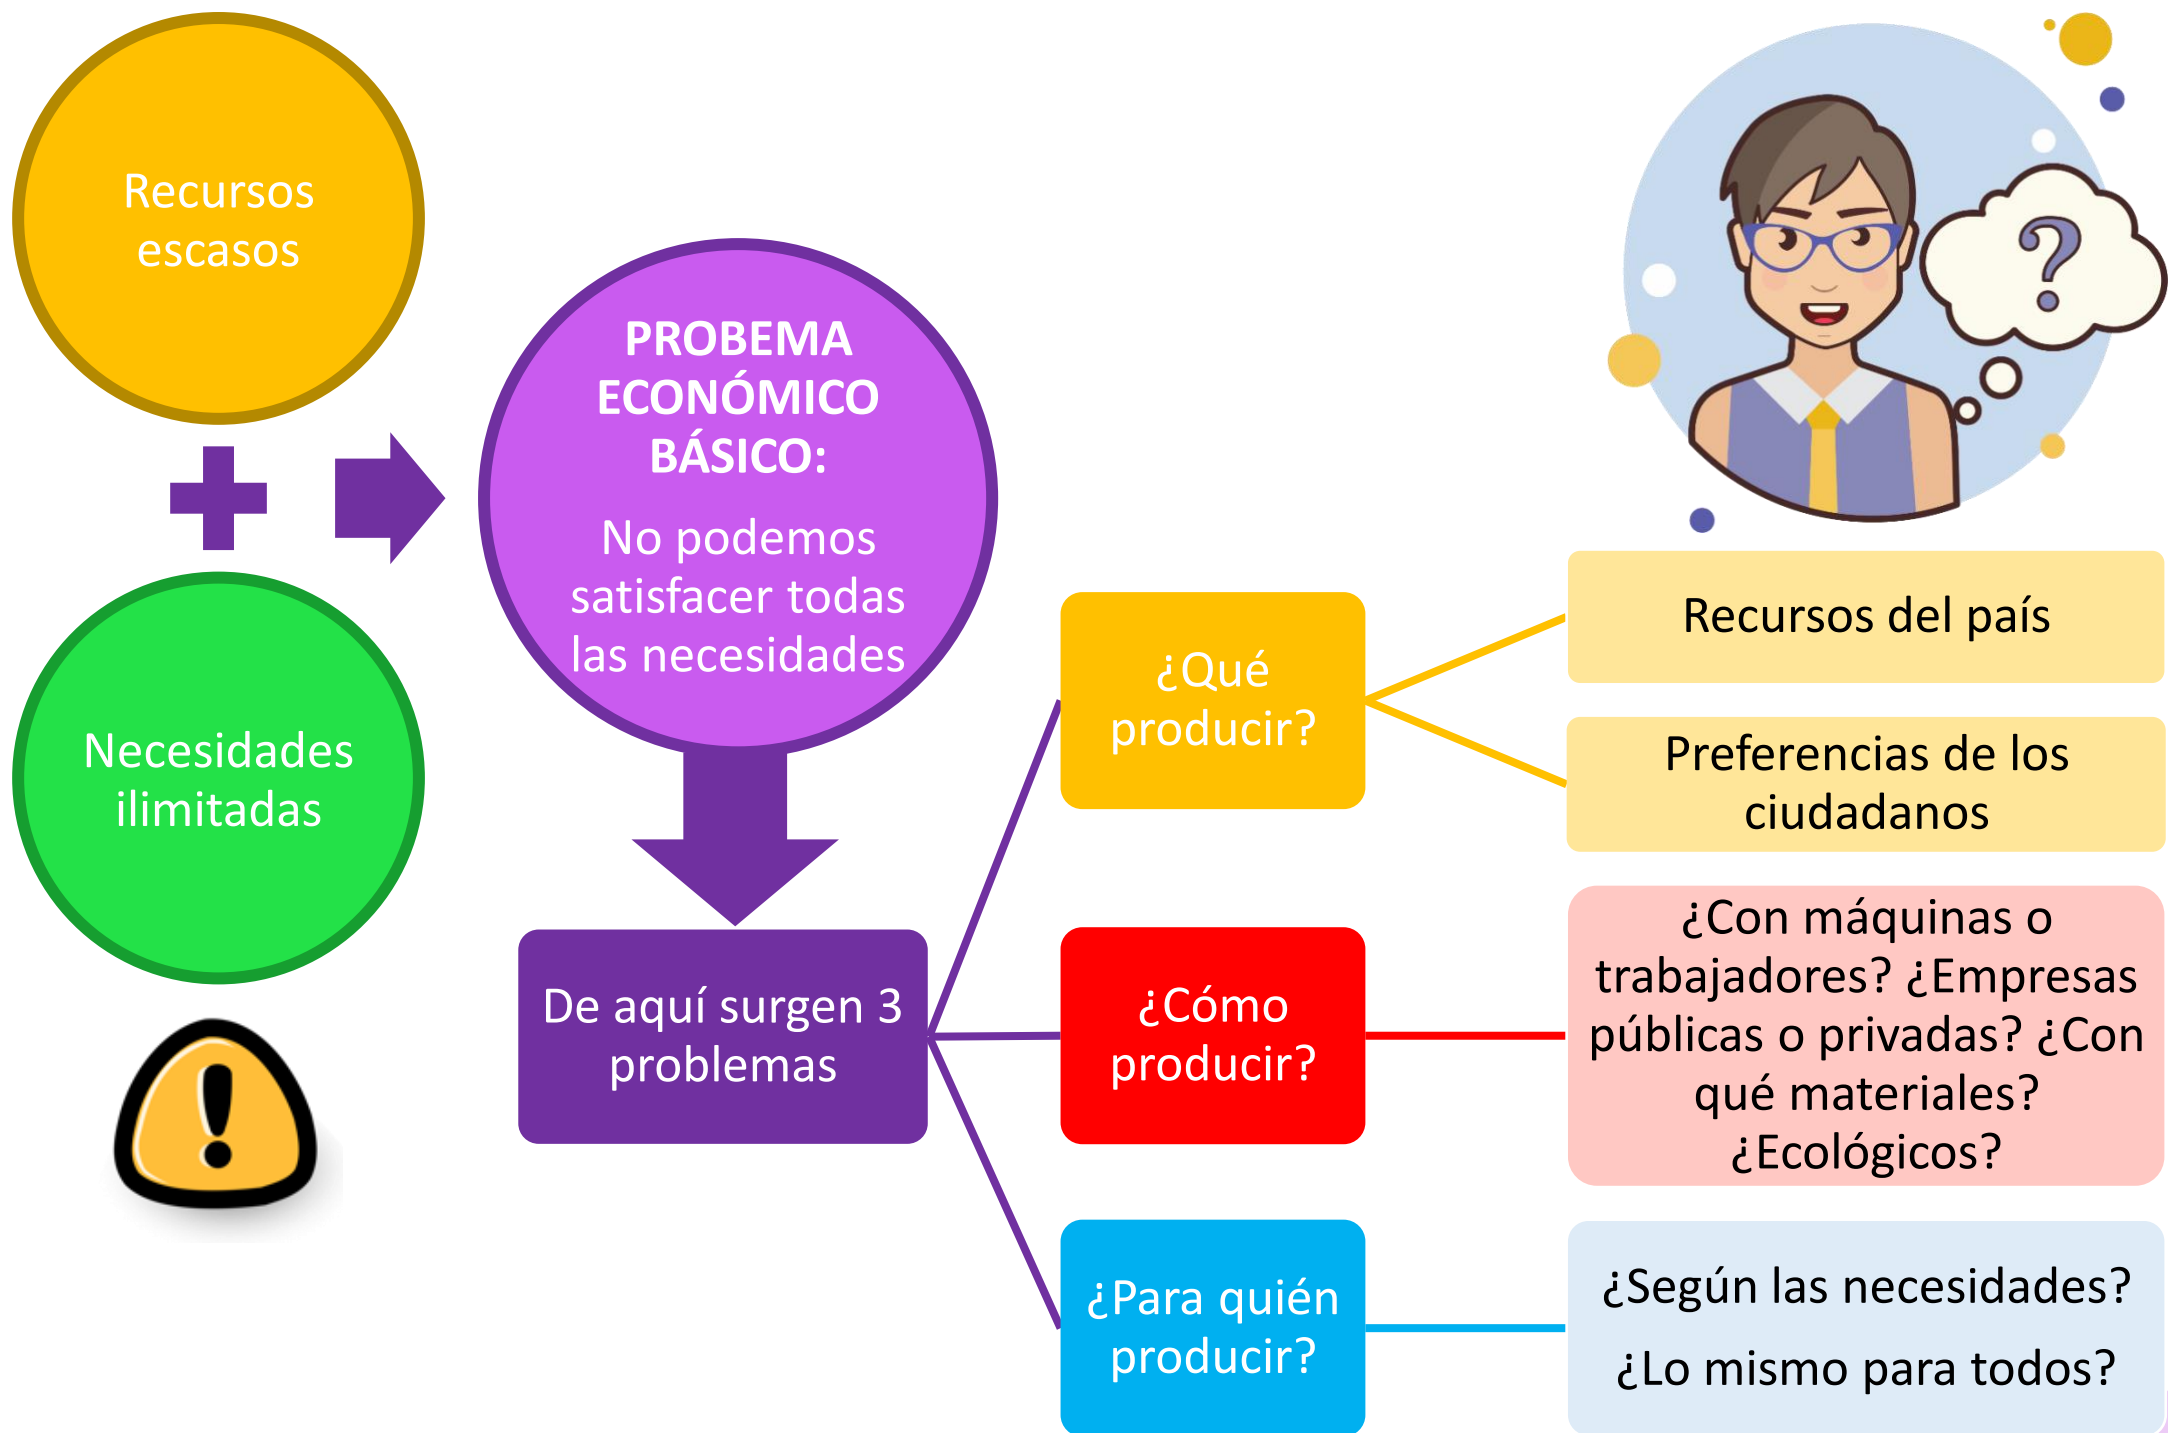 Recursos
escasos
Necesidades
ilimitadas
PROBEMA
ECONÓMICO
BÁSICO:
No podemos
satisfacer todas
las necesidades
De aquí surgen 3
problemas
¿Qué
producir?
Recursos del país
Preferencias de los
ciudadanos
¿Cómo
producir?
¿Con máquinas o
trabajadores? ¿Empresas
públicas o privadas? ¿Con
qué materiales?
¿Ecológicos?
¿Para quién
producir?
¿Según las necesidades?
¿Lo mismo para todos?
?
!